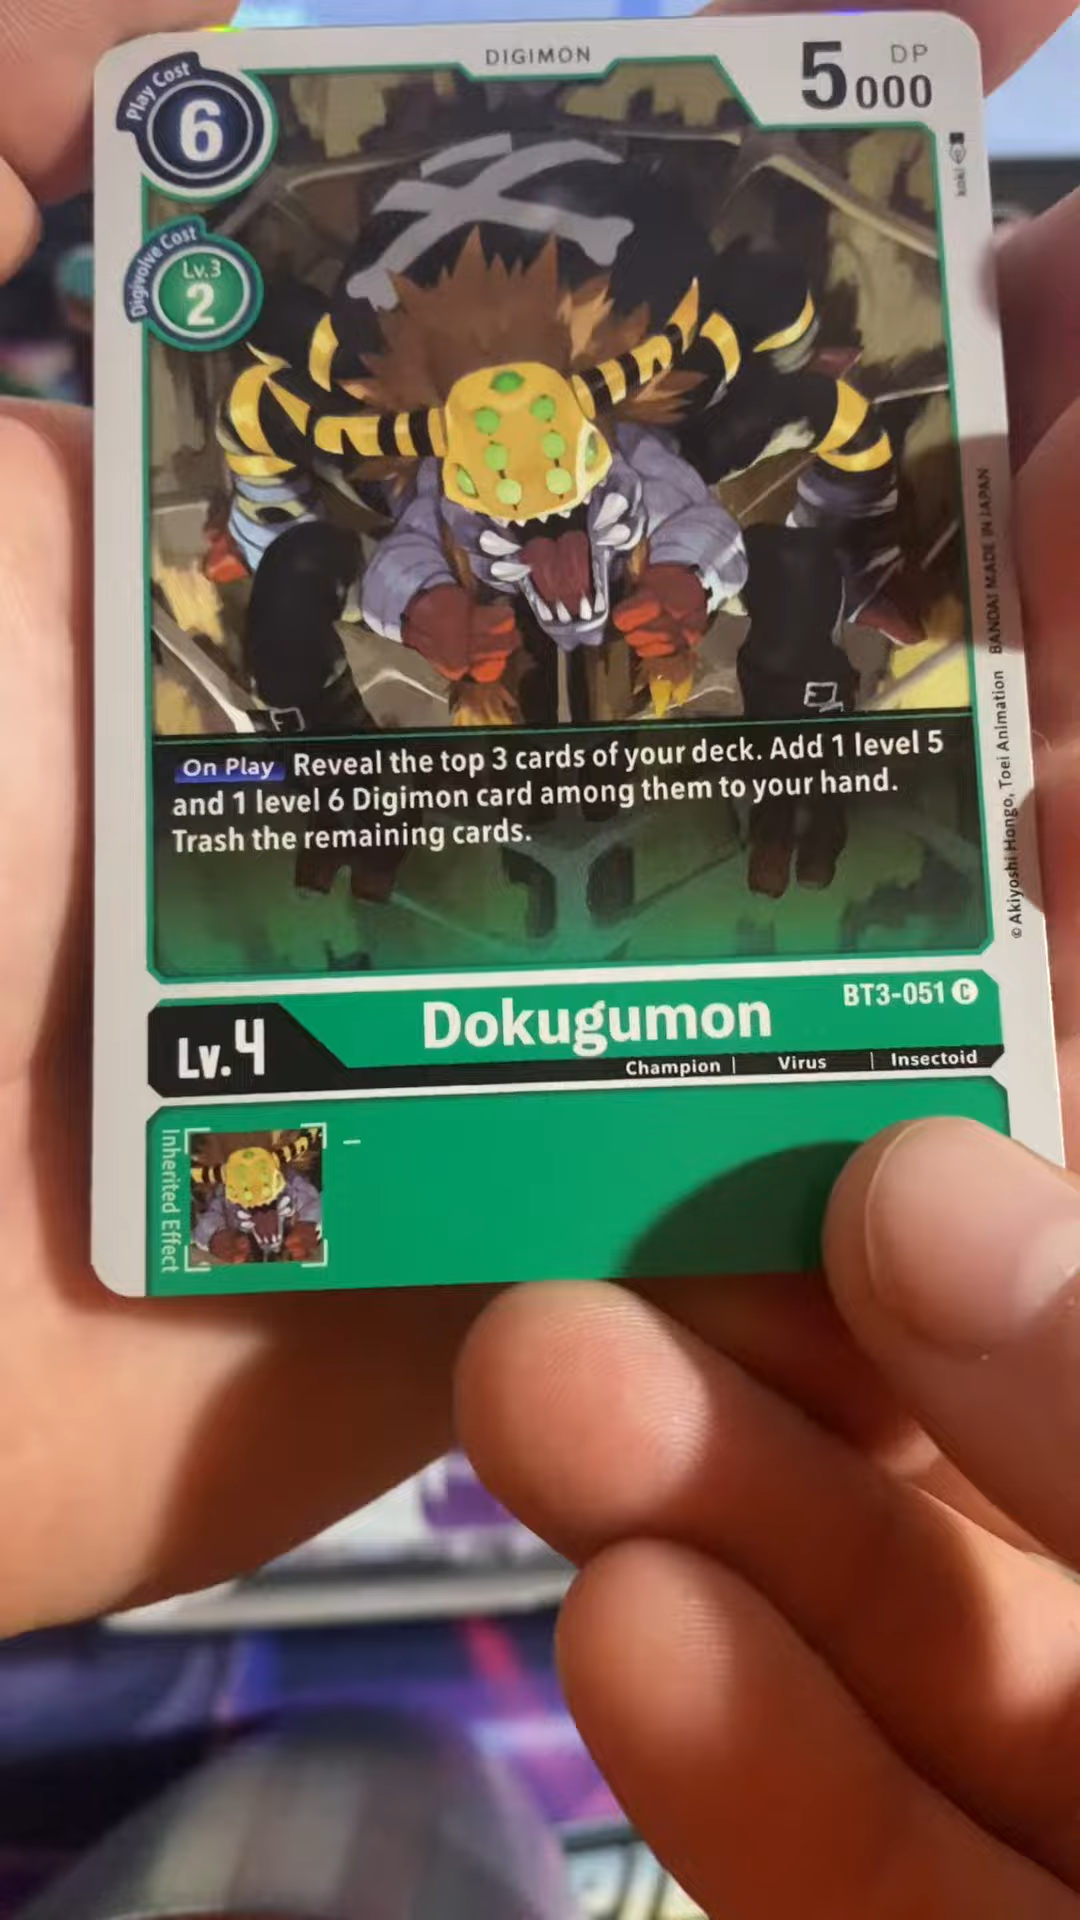 DIGIMON
Play Cost
6
5000
DP
Digivolve Cost
Lv.3
2
koki
On Play Reveal the top 3 cards of your deck. Add 1 level 5
and 1 level 6 Digimon card among them to your hand.
Trash the remaining cards.
© Akiyoshi Hongo, Toei Animation BANDAI MADE IN JAPAN
BT3-051 C
Lv.4
Dokugumon
Champion | Virus | Insectoid
Inherited Effect
–